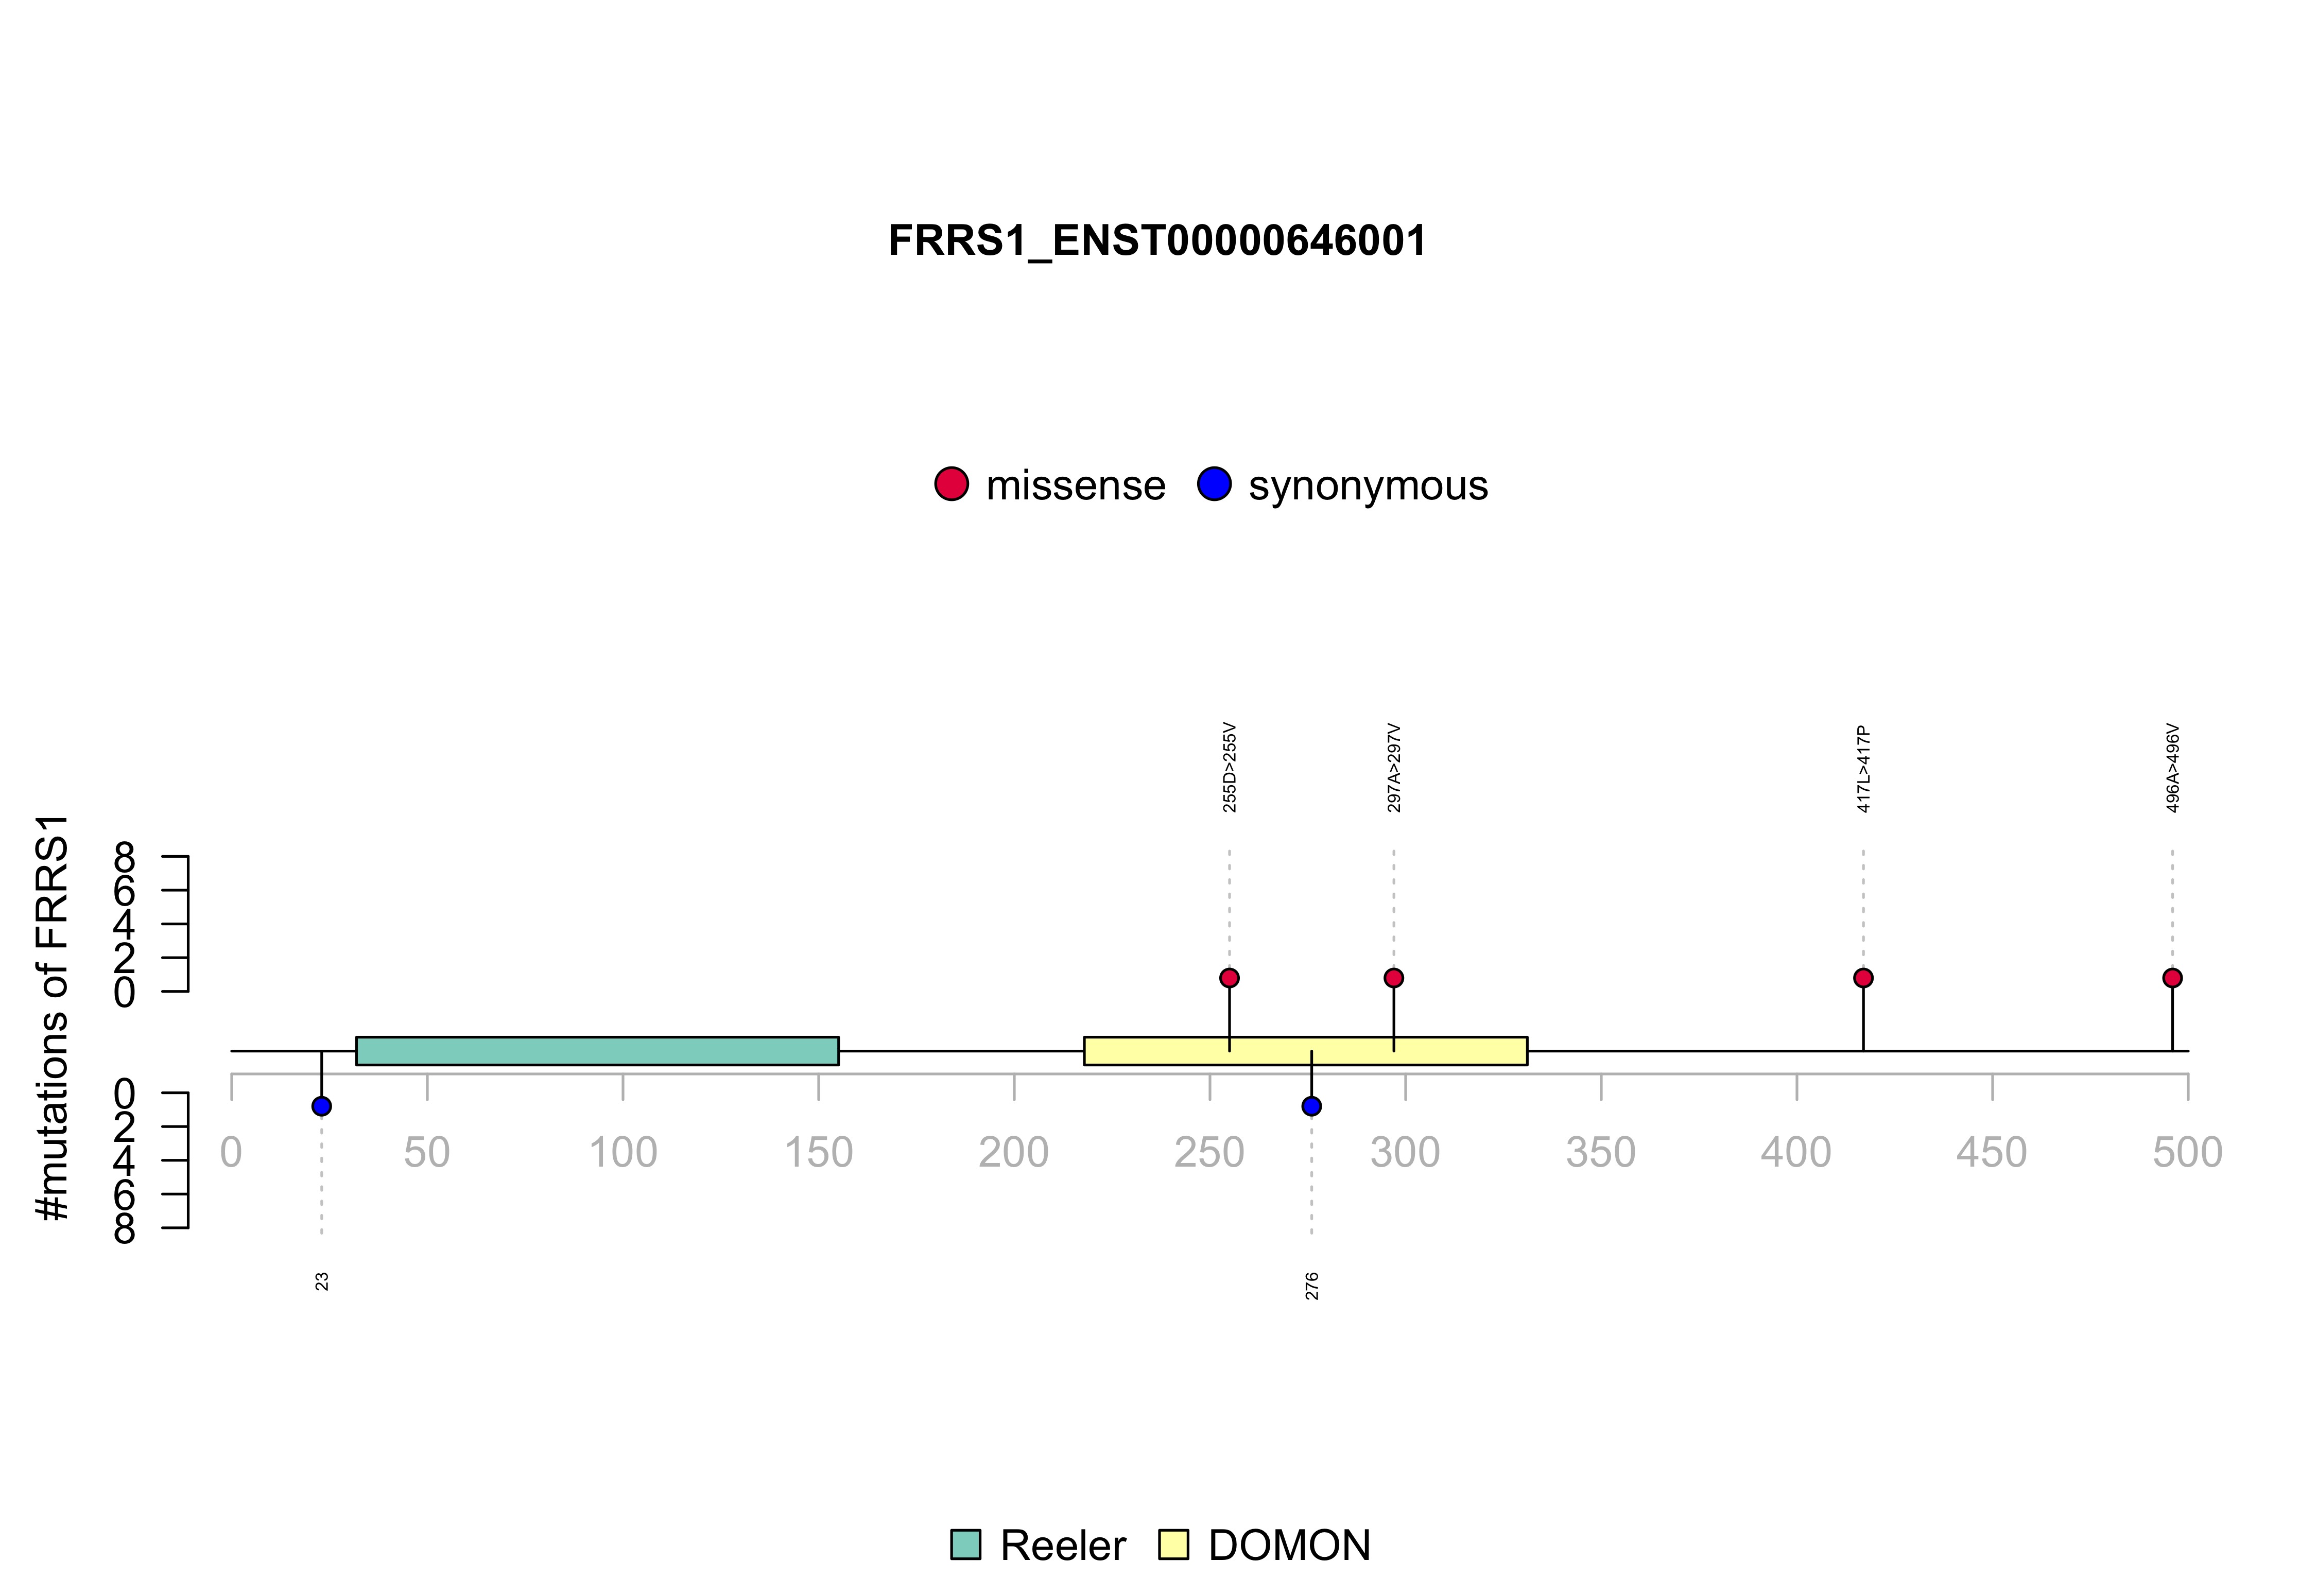 FRRS1_ENST00000646001
missense synonymous
255D>255V 297A>297V 417L>417P 496A>496V
#mutations of FRRS1
8
6
4
2
0
0
2
4
6
8
0 50 100 150 200 250 300 350 400 450 500
23 276
Reeler DOMON